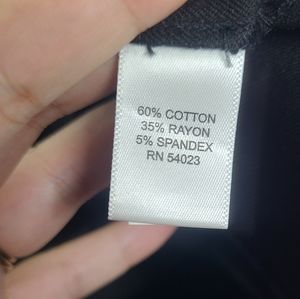 60% COTTON
35% RAYON
5% SPANDEX
RN 54023